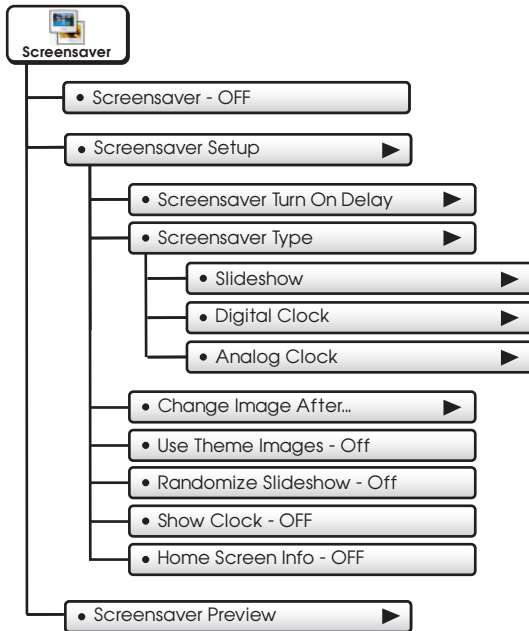 Screensaver
• Screensaver - OFF
• Screensaver Setup
• Screensaver Turn On Delay
• Screensaver Type
• Slideshow
• Digital Clock
• Analog Clock
• Change Image After...
• Use Theme Images - Off
• Randomize Slideshow - Off
• Show Clock - OFF
• Home Screen Info - OFF
• Screensaver Preview